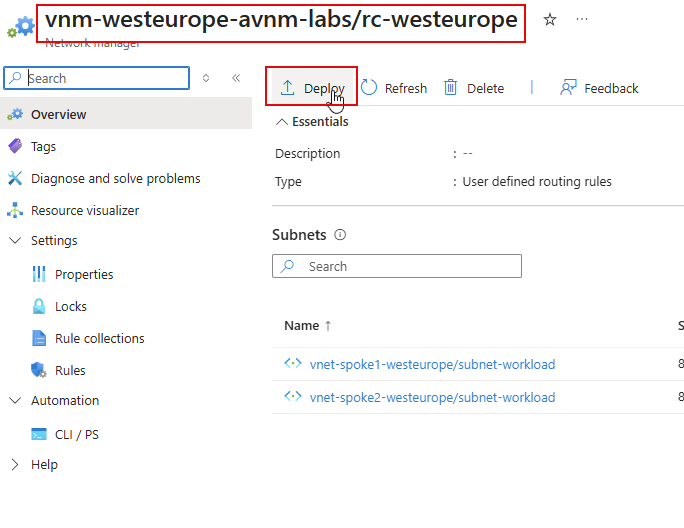 vnm-westeurope-avnm-labs/rc-westeurope
Network manager
Search
Deploy Refresh Delete Feedback
Overview
Tags
Diagnose and solve problems
Resource visualizer
Settings
Properties
Locks
Rule collections
Rules
Automation
CLI / PS
Help
Essentials
Description : --
Type : User defined routing rules
Subnets
Search
Name ↑ S
vnet-spoke1-westeurope/subnet-workload 8
vnet-spoke2-westeurope/subnet-workload 8